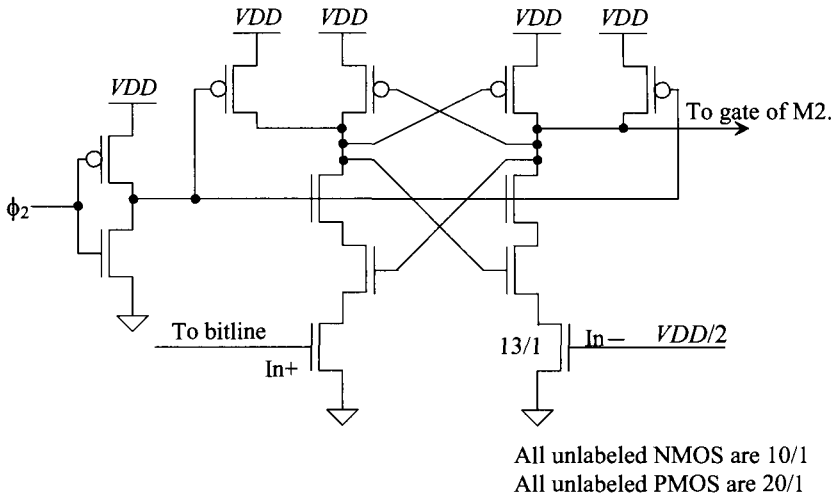 VDD
VDD
VDD
VDD
VDD
To gate of M2.
ϕ2
To bitline
In+
13/1
In−
VDD/2
All unlabeled NMOS are 10/1
All unlabeled PMOS are 20/1